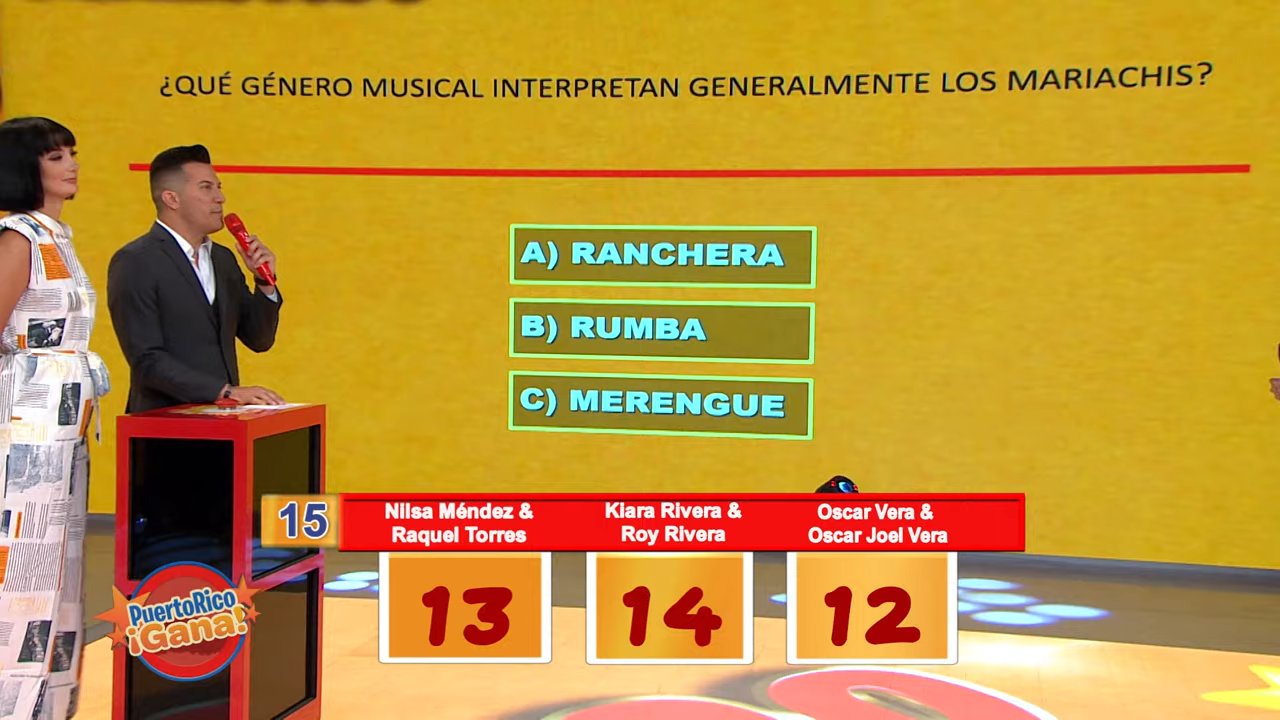 ¿QUÉ GÉNERO MUSICAL INTERPRETAN GENERALMENTE LOS MARIACHIS?
A) RANCHERA
B) RUMBA
C) MERENGUE
15
Nilsa Méndez &
Raquel Torres
Kiara Rivera &
Roy Rivera
Oscar Vera &
Oscar Joel Vera
13
14
12
PuertoRico
¡Gana!